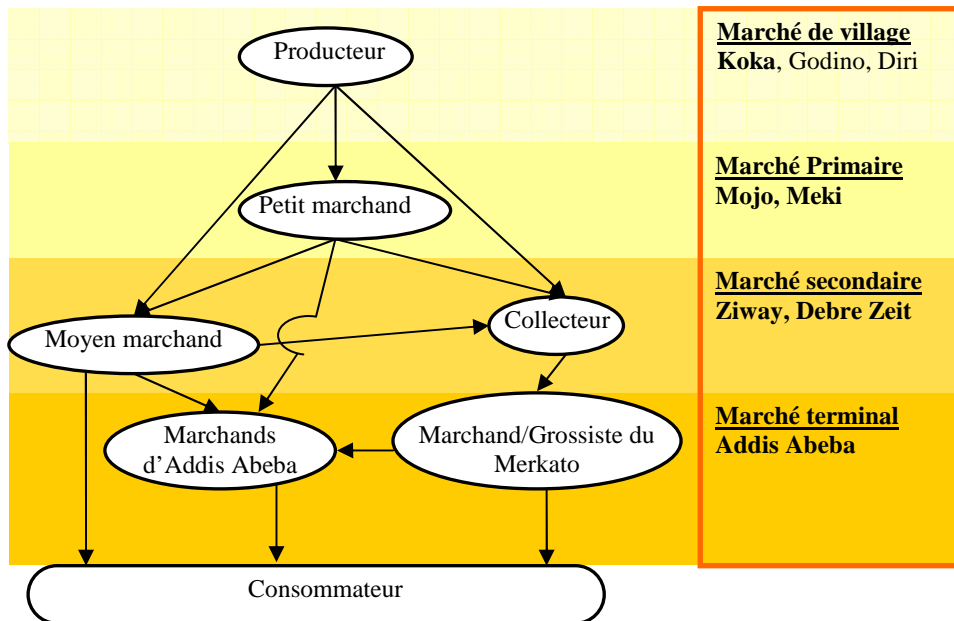 Producteur
Marché de village
Koka, Godino, Diri
Petit marchand
Marché Primaire
Mojo, Meki
Moyen marchand
Collecteur
Marché secondaire
Ziway, Debre Zeit
Marchands
d'Addis Abeba
Marchand/Grossiste du
Merkato
Marché terminal
Addis Abeba
Consommateur